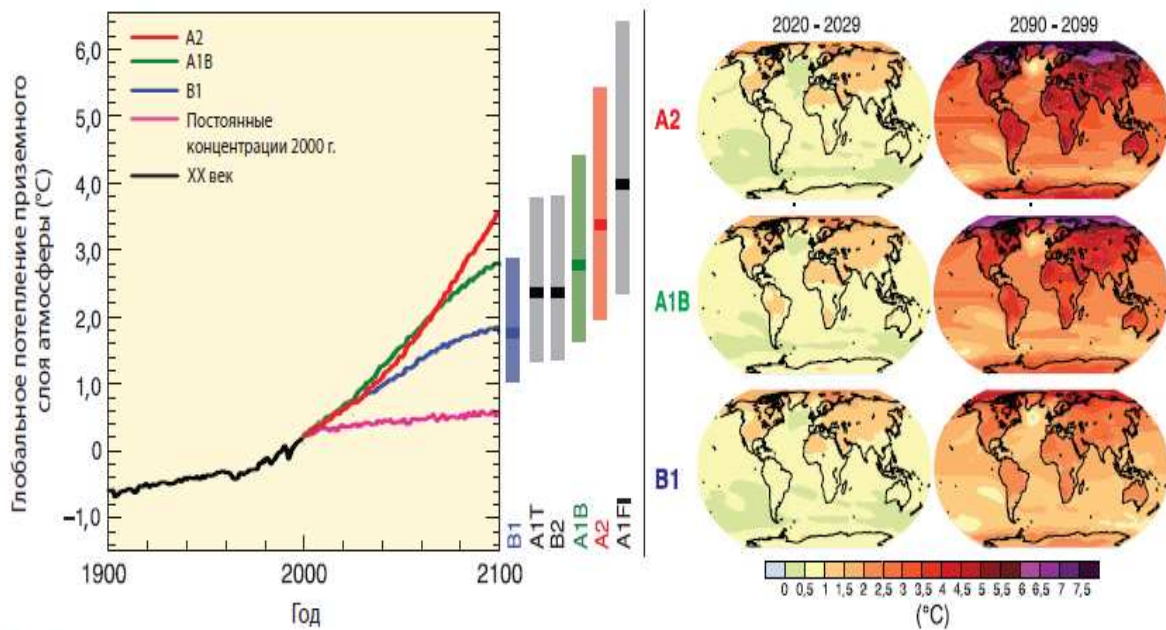 Глобальное потепление приземного
слоя атмосферы (°C)
6,0
5,0
4,0
3,0
2,0
1,0
0
−1,0
A2
A1B
B1
Постоянные
концентрации 2000 г.
XX век
1900
2000
2100
Год
B1
A1T
B2
A1B
A2
A1FI
2020 - 2029
2090 - 2099
A2
A1B
B1
0 0,5 1 1,5 2 2,5 3 3,5 4 4,5 5 5,5 6 6,5 7 7,5
(°C)